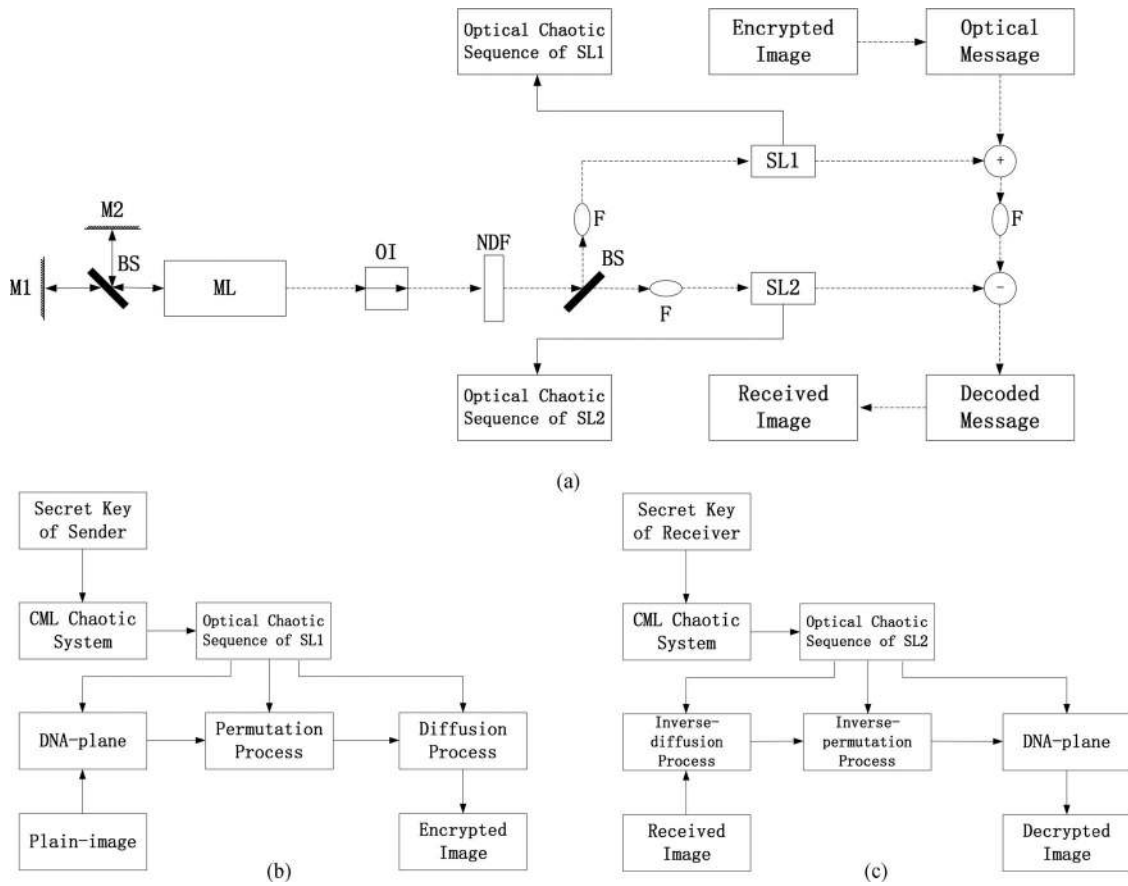 Optical Chaotic
Sequence of SL1
Encrypted
Image
Optical
Message
SL1
+
M2
BS
M1
ML
OI
NDF
F
BS
F
SL2
F
-
Optical Chaotic
Sequence of SL2
Received
Image
Decoded
Message
(a)
Secret Key
of Sender
CML Chaotic
System
Optical Chaotic
Sequence of SL1
DNA-plane
Permutation
Process
Diffusion
Process
Plain-image
Encrypted
Image
(b)
Secret Key
of Receiver
CML Chaotic
System
Optical Chaotic
Sequence of SL2
Inverse-
diffusion
Process
Inverse-
permutation
Process
DNA-plane
Received
Image
Decrypted
Image
(c)